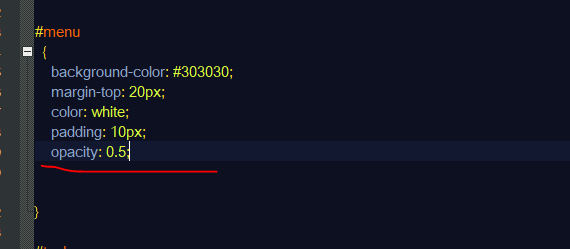 #menu
{
background-color: #303030;
margin-top: 20px;
color: white;
padding: 10px;
opacity: 0.5;
}